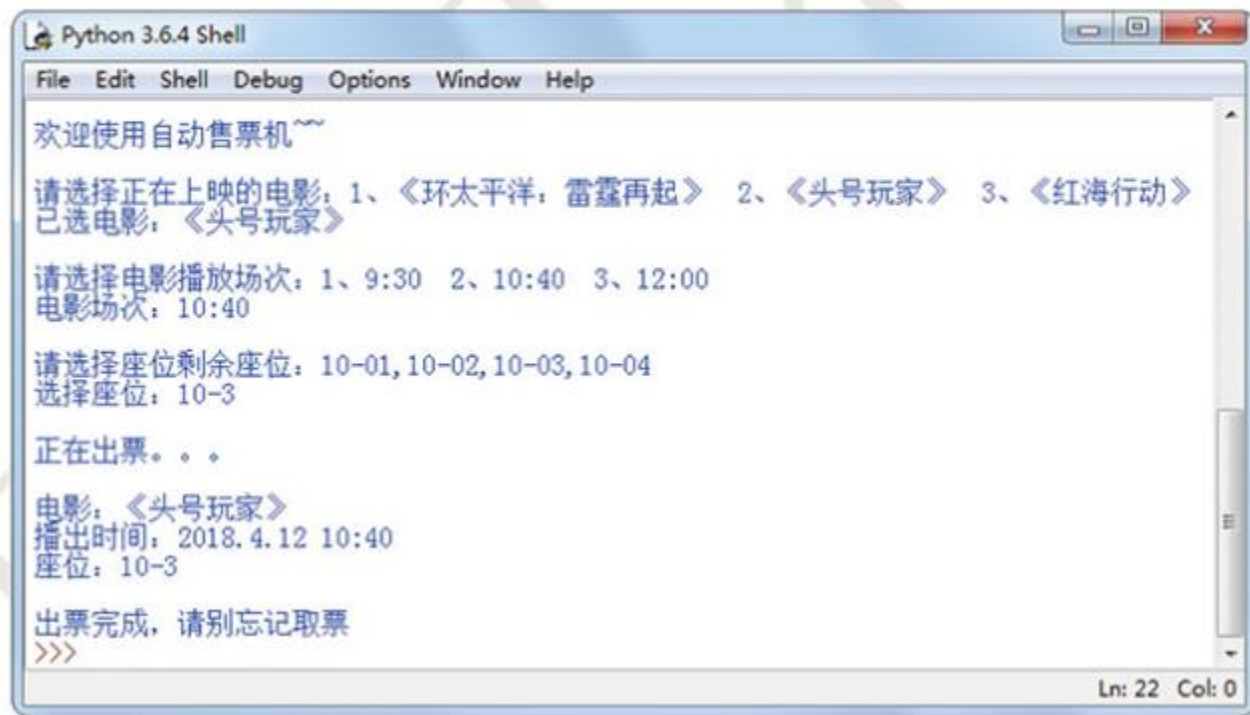 Python 3.6.4 Shell
File Edit Shell Debug Options Window Help
欢迎使用自动售票机~~
请选择正在上映的电影：1、《环太平洋：雷霆再起》 2、《头号玩家》 3、《红海行动》
已选电影：《头号玩家》
请选择电影播放场次：1、9:30 2、10:40 3、12:00
电影场次：10:40
请选择座位剩余座位：10-01,10-02,10-03,10-04
选择座位：10-3
正在出票。。。
电影：《头号玩家》
播出时间：2018.4.12 10:40
座位：10-3
出票完成，请别忘记取票
>>>
Ln: 22 Col: 0